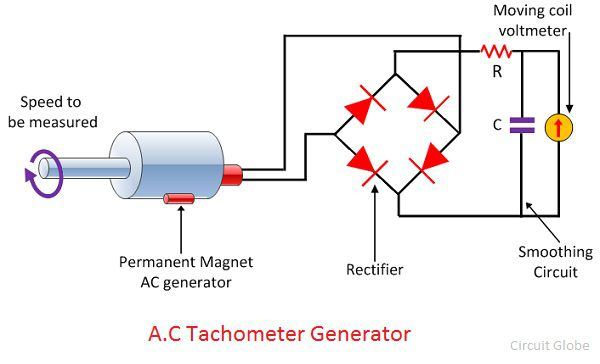 Moving coil
voltmeter
R
Speed to
be measured
C
Permanent Magnet
AC generator
Rectifier
Smoothing
Circuit
A.C Tachometer Generator
Circuit Globe